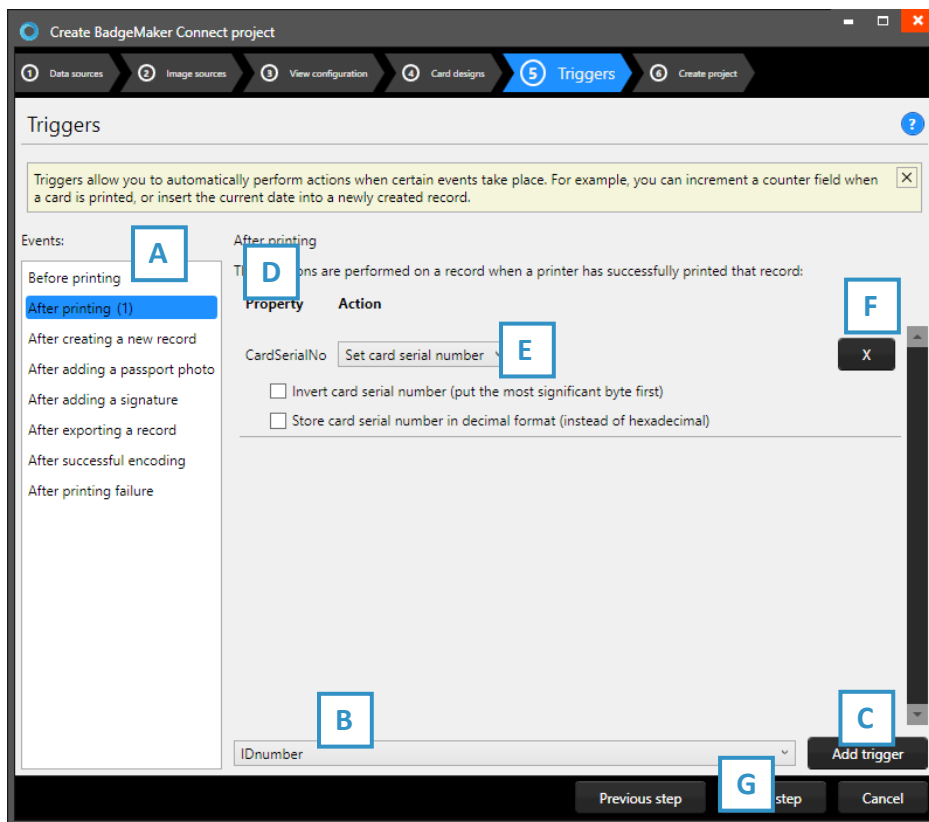 Create BadgeMaker Connect project
1 Data sources 2 Image sources 3 View configuration 4 Card designs 5 Triggers 6 Create project
Triggers
?
Triggers allow you to automatically perform actions when certain events take place. For example, you can increment a counter field when
a card is printed, or insert the current date into a newly created record.
Events:
A
Before printing
After printing (1)
After creating a new record
After adding a passport photo
After adding a signature
After exporting a record
After successful encoding
After printing failure
After printing
D
are performed on a record when a printer has successfully printed that record:
Property Action
F
CardSerialNo Set card serial number E X
Invert card serial number (put the most significant byte first)
Store card serial number in decimal format (instead of hexadecimal)
B C
IDnumber Add trigger
Previous step G step Cancel